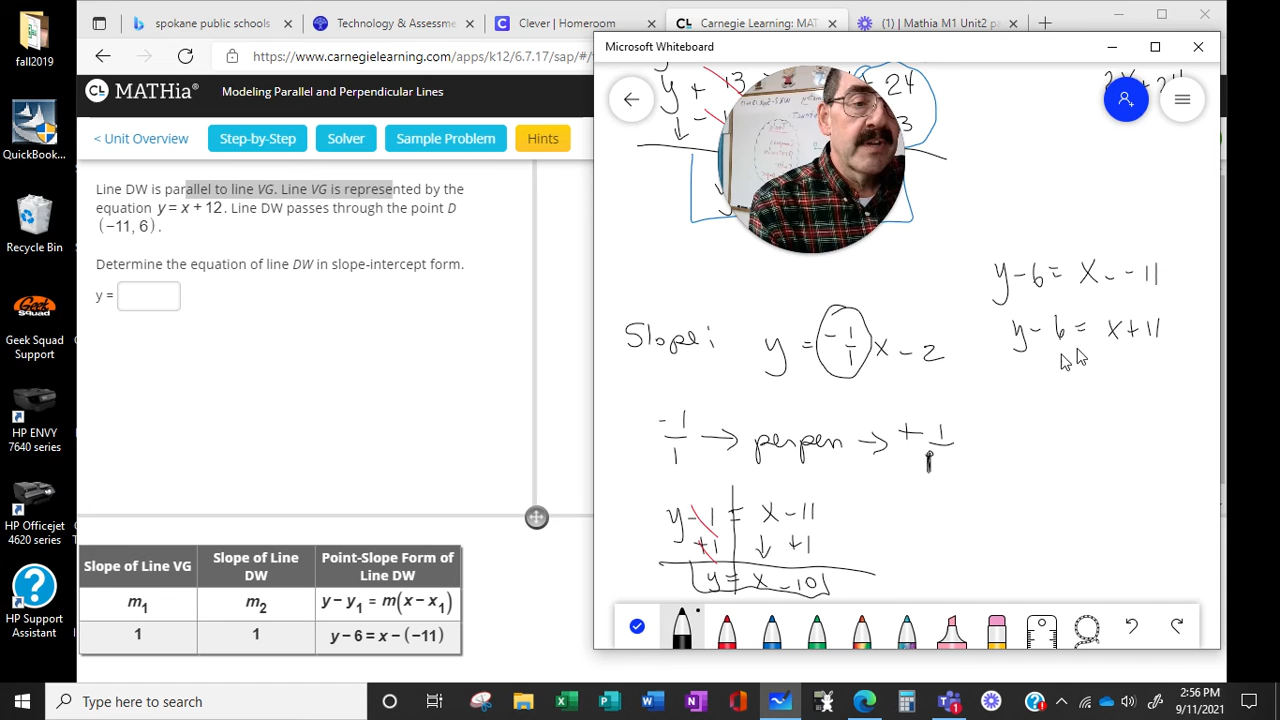 fall2019
QuickBook...
Recycle Bin
Geek Squad
Support
HP ENVY
7640 series
HP Officejet
4620 series
HP Support
Assistant
spokane public schools
Technology & Assessme
Clever | Homeroom
Carnegie Learning: MAT
(1) Mathia M1 Unit2 pa
https://www.carnegielearning.com/apps/k12/6.7.17/sap/#/
CL MATHia®
Modeling Parallel and Perpendicular Lines
< Unit Overview
Step-by-Step
Solver
Sample Problem
Hints
Line DW is parallel to line VG. Line VG is represented by the
equation y = x + 12. Line DW passes through the point D
(−11, 6).
Determine the equation of line DW in slope-intercept form.
y =
Slope of Line VG
Slope of Line DW
Point-Slope Form of Line DW
m₁
m₂
y − y₁ = m(x − x₁)
1
1
y − 6 = x − (−11)
Microsoft Whiteboard
y + 13
24
3
y - 6 = x - - 11
y - 6 = x + 11
Slope: y = -1/1 x - 2
-1/1 → perpen → + 1/1
y - 1 = x - 11
+1 ↓ +1
y = x - 10
Type here to search
2:56 PM
9/11/2021
1